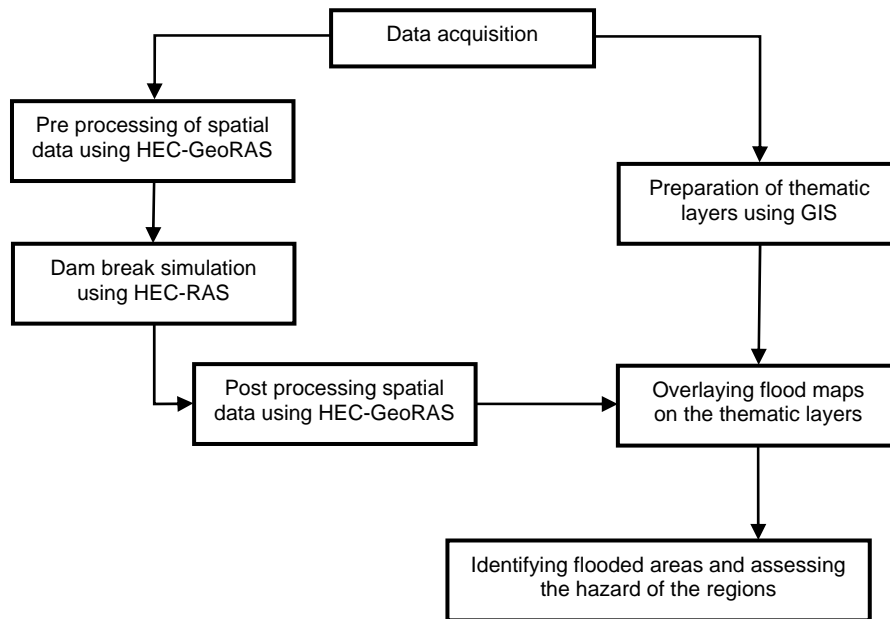 Data acquisition
Pre processing of spatial
data using HEC-GeoRAS
Preparation of thematic
layers using GIS
Dam break simulation
using HEC-RAS
Post processing spatial
data using HEC-GeoRAS
Overlaying flood maps
on the thematic layers
Identifying flooded areas and assessing
the hazard of the regions